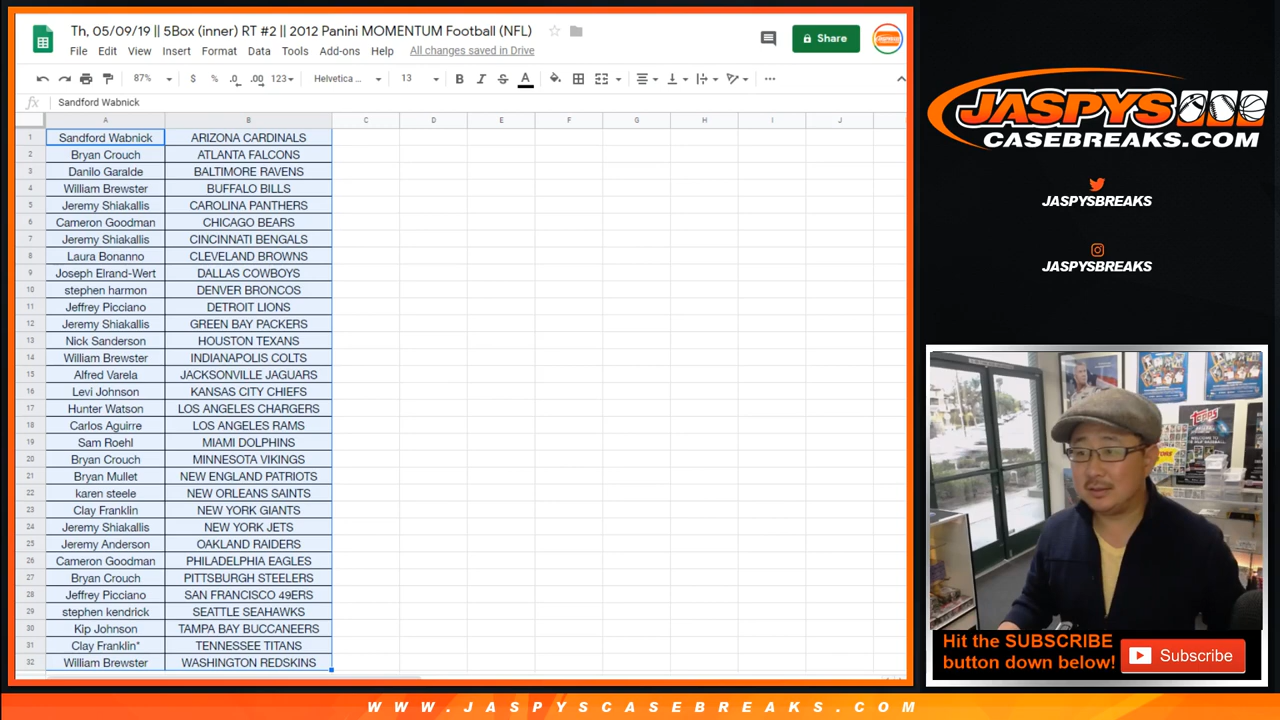 Th, 05/09/19 || 5Box (inner) RT #2 || 2012 Panini MOMENTUM Football (NFL)
File Edit View Insert Format Data Tools Add-ons Help All changes saved in Drive
Share
87% $ % .0 .00 123 Helvetica ... 13 B I S A
fx Sandford Wabnick
A B C D E F G H I J
1 Sandford Wabnick ARIZONA CARDINALS
2 Bryan Crouch ATLANTA FALCONS
3 Danilo Garalde BALTIMORE RAVENS
4 William Brewster BUFFALO BILLS
5 Jeremy Shiakallis CAROLINA PANTHERS
6 Cameron Goodman CHICAGO BEARS
7 Jeremy Shiakallis CINCINNATI BENGALS
8 Laura Bonanno CLEVELAND BROWNS
9 Joseph Elrand-Wert DALLAS COWBOYS
10 stephen harmon DENVER BRONCOS
11 Jeffrey Picciano DETROIT LIONS
12 Jeremy Shiakallis GREEN BAY PACKERS
13 Nick Sanderson HOUSTON TEXANS
14 William Brewster INDIANAPOLIS COLTS
15 Alfred Varela JACKSONVILLE JAGUARS
16 Levi Johnson KANSAS CITY CHIEFS
17 Hunter Watson LOS ANGELES CHARGERS
18 Carlos Aguirre LOS ANGELES RAMS
19 Sam Roehl MIAMI DOLPHINS
20 Bryan Crouch MINNESOTA VIKINGS
21 Bryan Mullet NEW ENGLAND PATRIOTS
22 karen steele NEW ORLEANS SAINTS
23 Clay Franklin NEW YORK GIANTS
24 Jeremy Shiakallis NEW YORK JETS
25 Jeremy Anderson OAKLAND RAIDERS
26 Cameron Goodman PHILADELPHIA EAGLES
27 Bryan Crouch PITTSBURGH STEELERS
28 Jeffrey Picciano SAN FRANCISCO 49ERS
29 stephen kendrick SEATTLE SEAHAWKS
30 Kip Johnson TAMPA BAY BUCCANEERS
31 Clay Franklin* TENNESSEE TITANS
32 William Brewster WASHINGTON REDSKINS
JASPYS
CASEBREAKS.COM
JASPYSBREAKS
JASPYSBREAKS
TOPPS
Hit the SUBSCRIBE
button down below!
Subscribe
WWW.JASPYSCASEBREAKS.COM